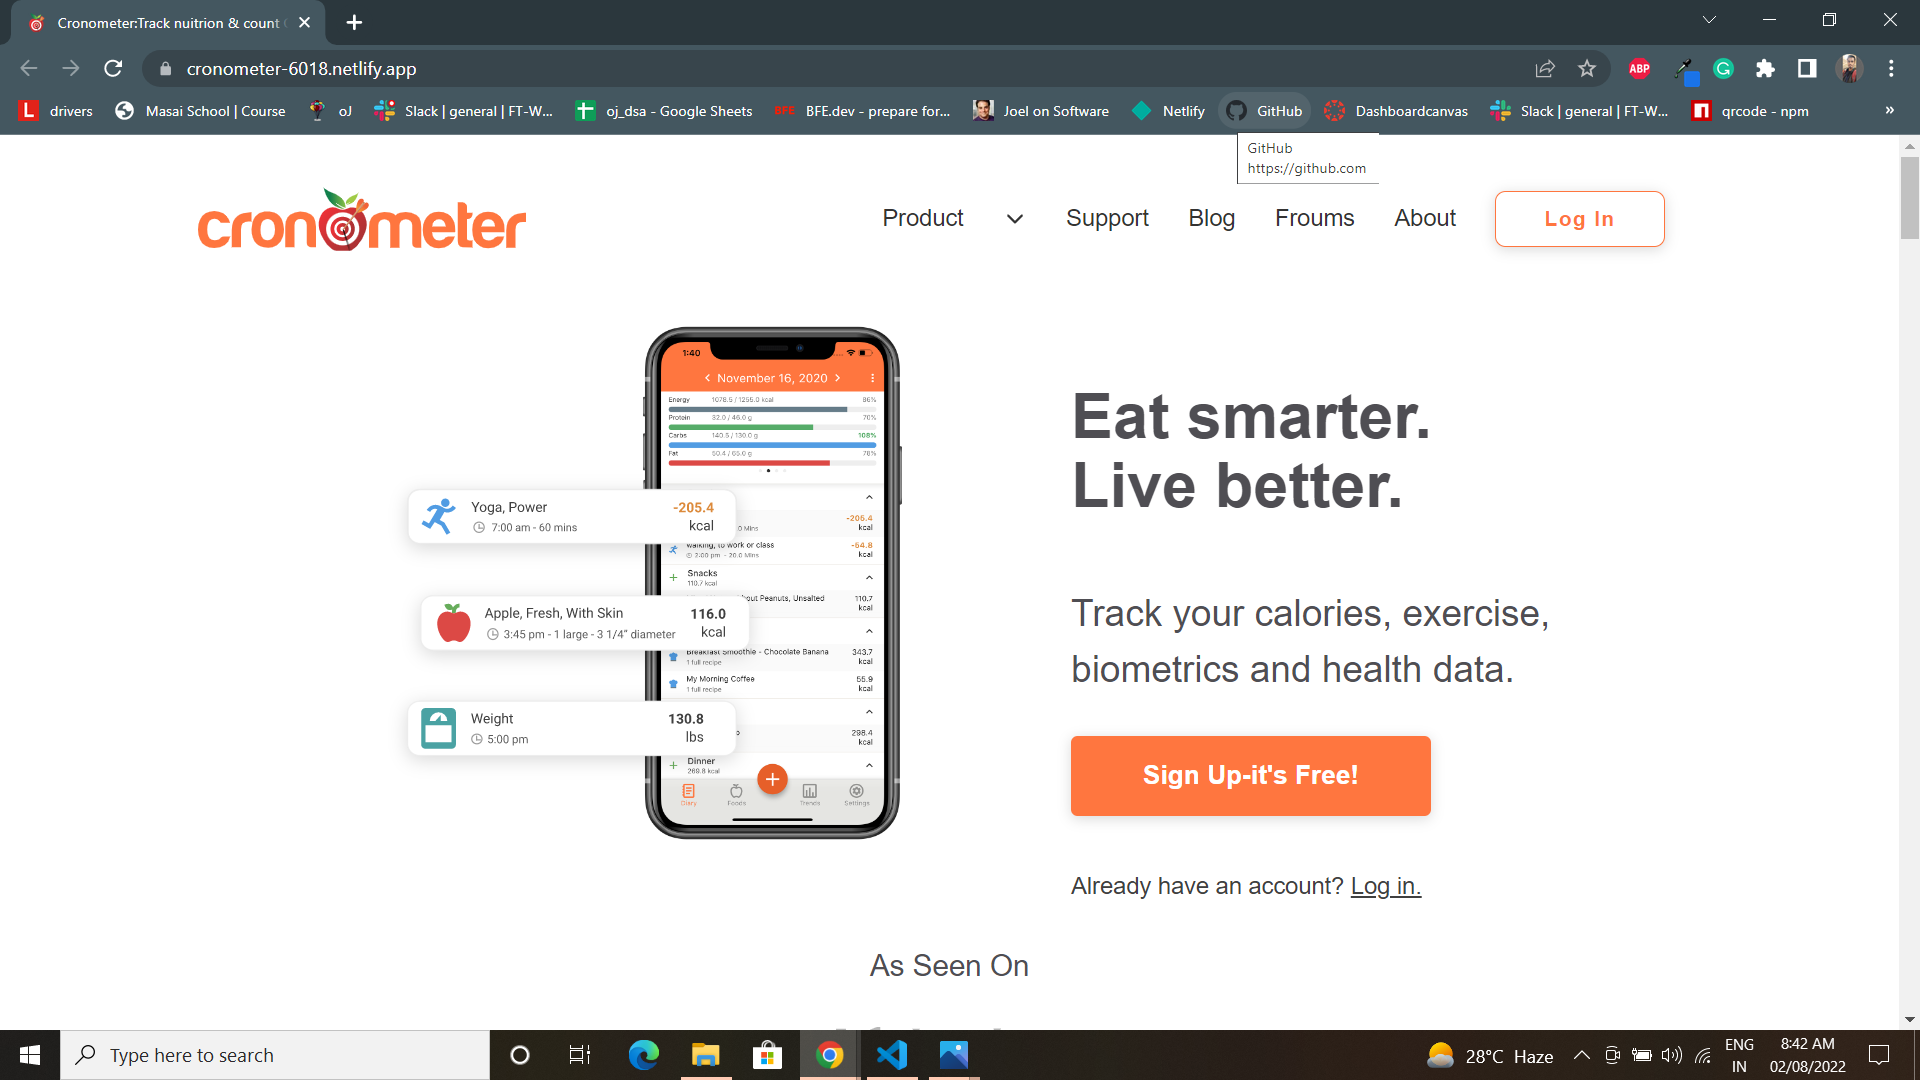 Cronometer:Track nuitrion & count
cronometer-6018.netlify.app
ABP
drivers
Masai School | Course
oJ
Slack | general | FT-W...
oj_dsa - Google Sheets
BFE BFE.dev - prepare for...
Joel on Software
Netlify
GitHub
Dashboardcanvas
Slack | general | FT-W...
qrcode - npm
»
GitHub
https://github.com
cronometer
Product
Support
Blog
Froums
About
Log In
1:40
November 16, 2020
Energy 1078.5 / 1255.0 kcal 86%
Protein 32.0 / 46.0 g 70%
Carbs 140.5 / 130.0 g 108%
Fat 50.4 / 65.0 g 78%
Yoga, Power -205.4
7:00 am - 60 mins kcal
-205.4
.0 Mins kcal
Walking, to work or class -54.8
2:00 pm - 20.0 Mins kcal
Snacks
110.7 kcal
Peanuts, Unsalted 110.7
kcal
Apple, Fresh, With Skin 116.0
3:45 pm - 1 large - 3 1/4” diameter kcal
Breakfast Smoothie - Chocolate Banana 343.7
1 full recipe kcal
My Morning Coffee 55.9
1 full recipe kcal
Weight 130.8
5:00 pm lbs
298.4
kcal
Dinner
269.8 kcal
Diary
Foods
Trends
Settings
Eat smarter.
Live better.
Track your calories, exercise,
biometrics and health data.
Sign Up-it's Free!
Already have an account? Log in.
As Seen On
Type here to search
28°C Haze
ENG
IN
8:42 AM
02/08/2022